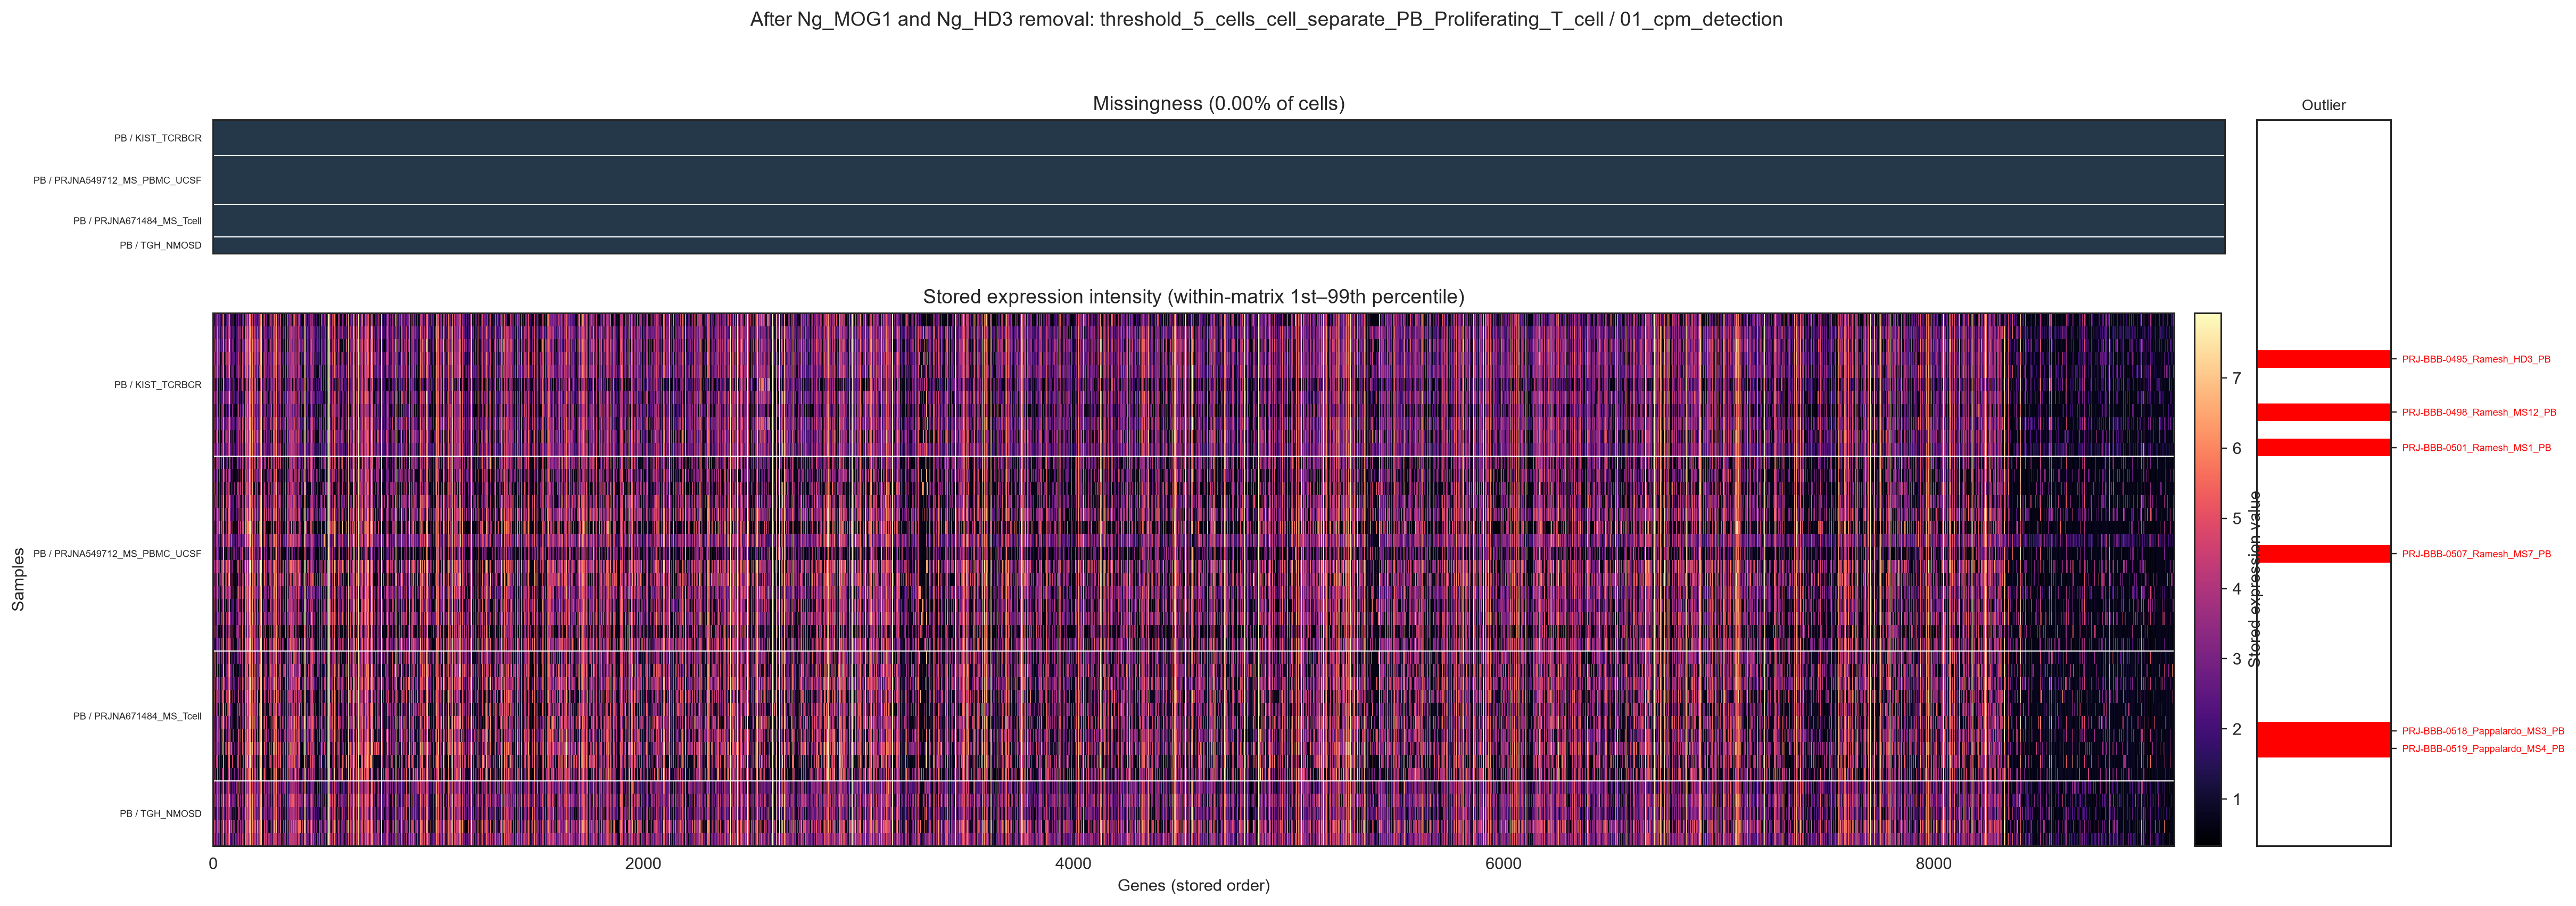 After Ng_MOG1 and Ng_HD3 removal: threshold_5_cells_cell_separate_PB_Proliferating_T_cell / 01_cpm_detection
Missingness (0.00% of cells)
Outlier
PB / KIST_TCRBCR
PB / PRJNA549712_MS_PBMC_UCSF
PB / PRJNA671484_MS_Tcell
PB / TGH_NMOSD
Stored expression intensity (within-matrix 1st–99th percentile)
Samples
PB / KIST_TCRBCR
PB / PRJNA549712_MS_PBMC_UCSF
PB / PRJNA671484_MS_Tcell
PB / TGH_NMOSD
0
2000
4000
6000
8000
Genes (stored order)
7
6
5
4
3
2
1
Stored expression value
PRJ-BBB-0495_Ramesh_HD3_PB
PRJ-BBB-0498_Ramesh_MS12_PB
PRJ-BBB-0501_Ramesh_MS1_PB
PRJ-BBB-0507_Ramesh_MS7_PB
PRJ-BBB-0518_Pappalardo_MS3_PB
PRJ-BBB-0519_Pappalardo_MS4_PB